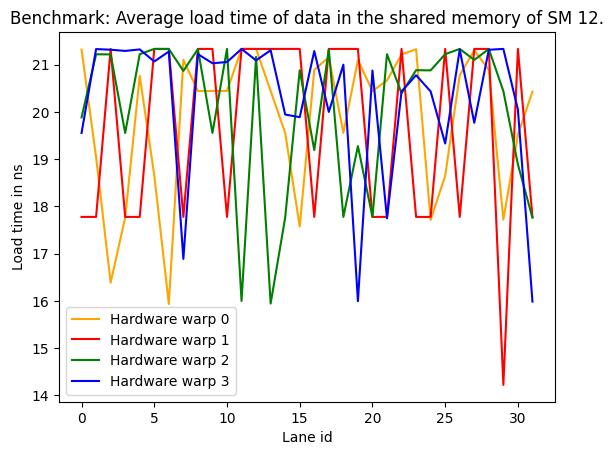 Benchmark: Average load time of data in the shared memory of SM 12.
Load time in ns
21
20
19
18
17
16
15
14
Hardware warp 0
Hardware warp 1
Hardware warp 2
Hardware warp 3
0
5
10
15
20
25
30
Lane id